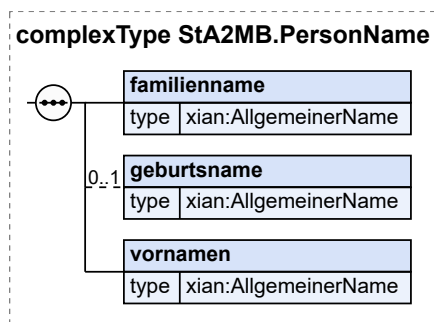 complexType StA2MB.PersonName
familienname
type xian:AllgemeinerName
0..1 geburtsname
type xian:AllgemeinerName
vornamen
type xian:AllgemeinerName